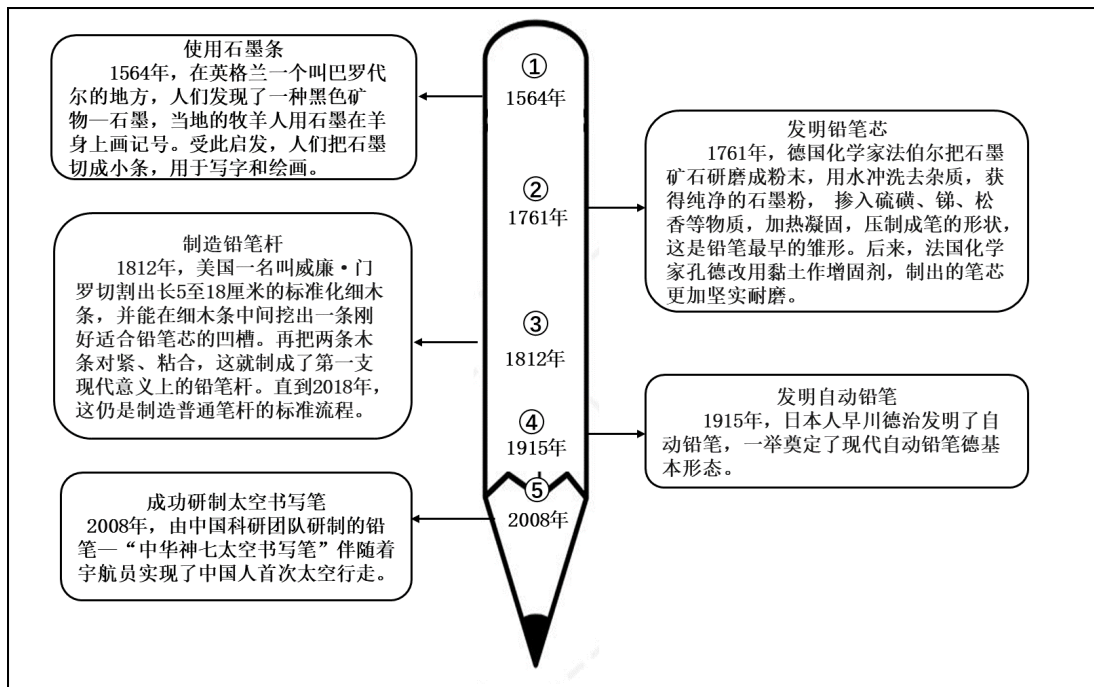 使用石墨条
1564年，在英格兰一个叫巴罗代
尔的地方，人们发现了一种黑色矿
物—石墨，当地的牧羊人用石墨在羊
身上画记号。受此启发，人们把石墨
切成小条，用于写字和绘画。
①
1564年
发明铅笔芯
1761年，德国化学家法伯尔把石墨
矿石研磨成粉末，用水冲洗去杂质，获
得纯净的石墨粉， 掺入硫磺、锑、松
香等物质，加热凝固，压制成笔的形状，
这是铅笔最早的雏形。后来，法国化学
家孔德改用黏土作增固剂，制出的笔芯
更加坚实耐磨。
②
1761年
制造铅笔杆
1812年，美国一名叫威廉·门
罗切割出长5至18厘米的标准化细木
条，并能在细木条中间挖出一条刚
好适合铅笔芯的凹槽。再把两条木
条对紧、粘合，这就制成了第一支
现代意义上的铅笔杆。直到2018年，
这仍是制造普通笔杆的标准流程。
③
1812年
发明自动铅笔
1915年，日本人早川德治发明了自
动铅笔，一举奠定了现代自动铅笔德基
本形态。
④
1915年
成功研制太空书写笔
2008年，由中国科研团队研制的铅
笔—“中华神七太空书写笔”伴随着
宇航员实现了中国人首次太空行走。
⑤
2008年